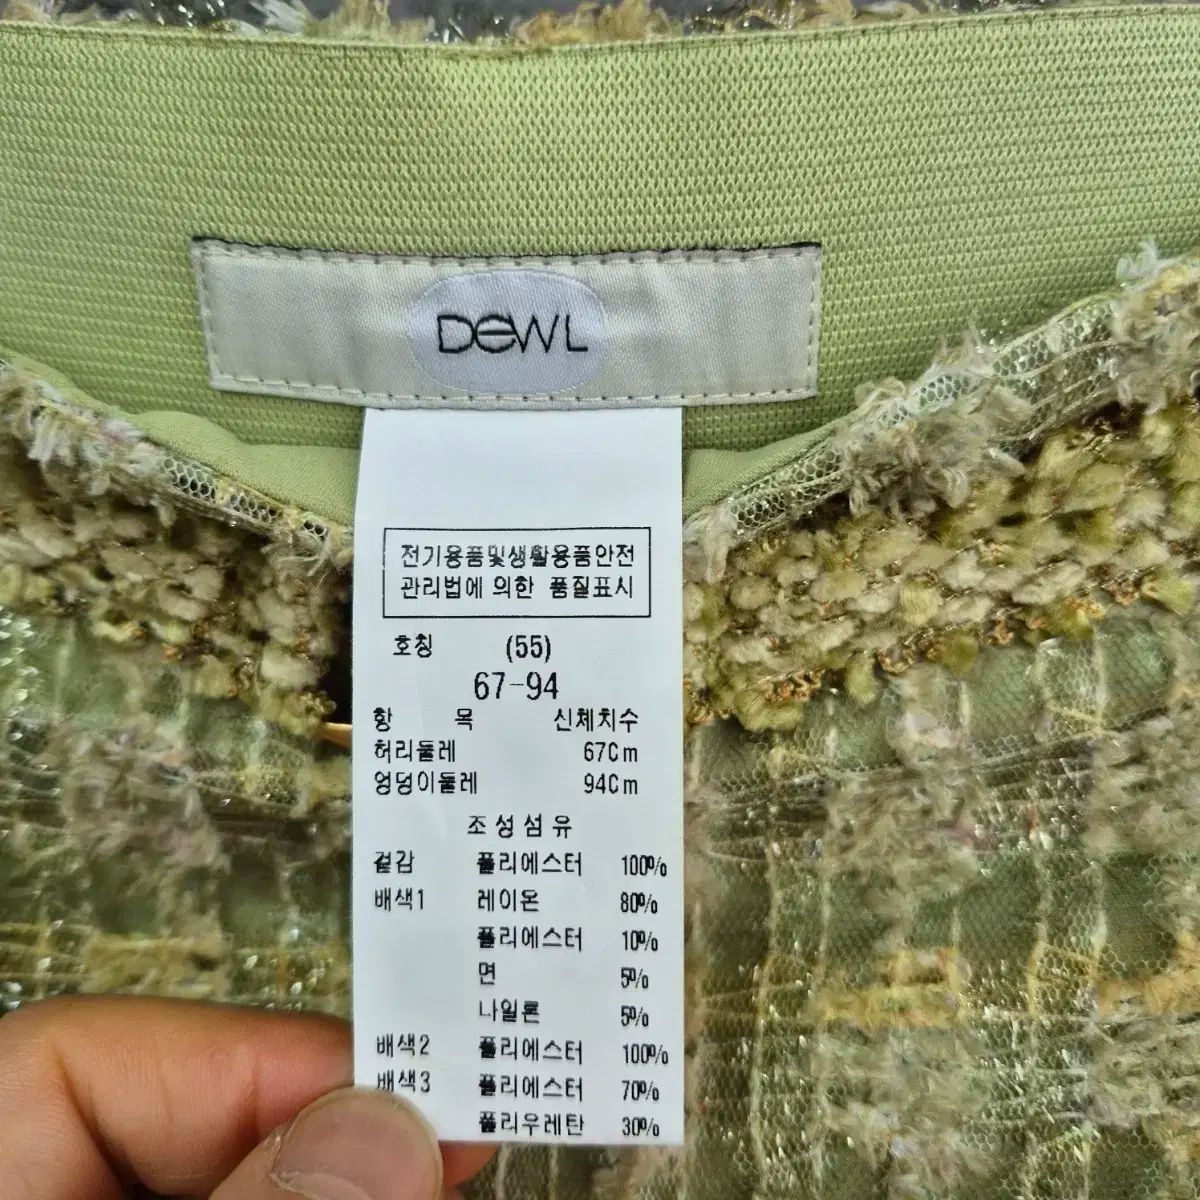 DeWL
전기용품및생활용품안전
관리법에 의한 품질표시
호칭 (55)
67-94
항 목 신체치수
허리둘레 67Cm
엉덩이둘레 94Cm
조성섬유
겉감 폴리에스터 100%
배색1 레이온 80%
폴리에스터 10%
면 5%
나일론 5%
배색2 폴리에스터 100%
배색3 폴리에스터 70%
폴리우레탄 30%